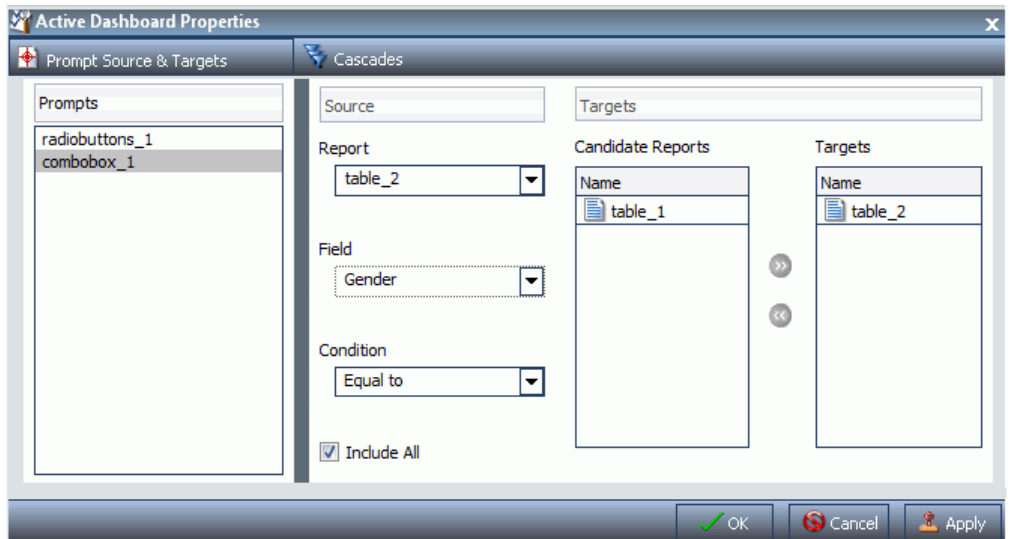 Active Dashboard Properties
x
Prompt Source & Targets
Cascades
Prompts
radiobuttons_1
combobox_1
Source
Report
table_2
Field
Gender
Condition
Equal to
Include All
Targets
Candidate Reports
Name
table_1
Targets
Name
table_2
OK
Cancel
Apply